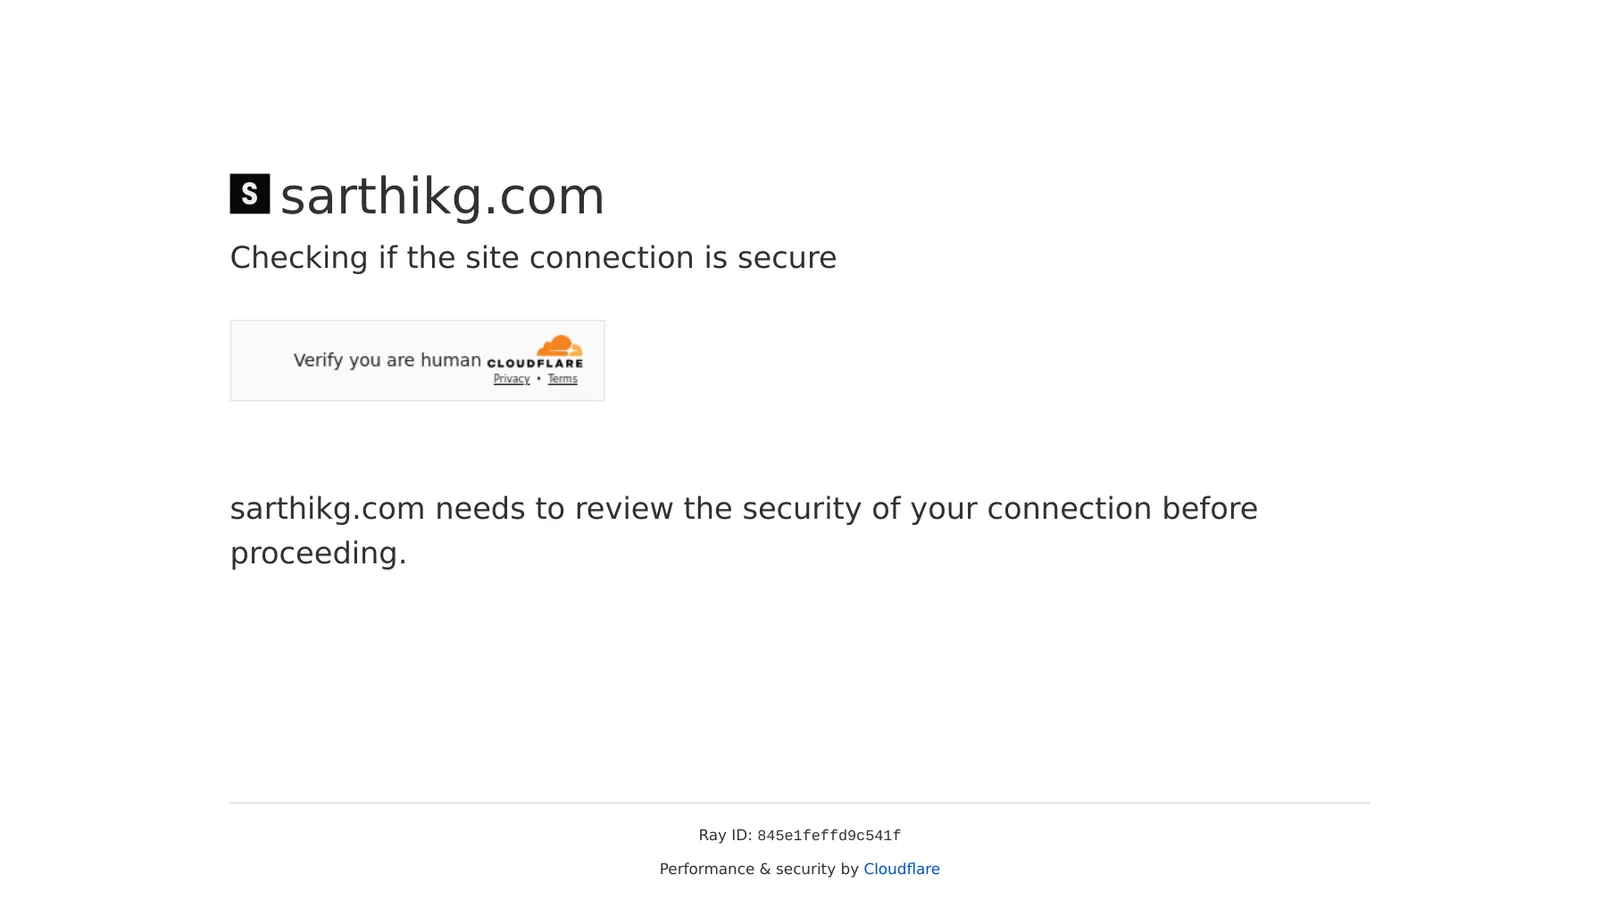 S sarthikg.com
Checking if the site connection is secure
Verify you are human
CLOUDFLARE
Privacy • Terms
sarthikg.com needs to review the security of your connection before
proceeding.
Ray ID: 845e1feffd9c541f
Performance & security by Cloudflare